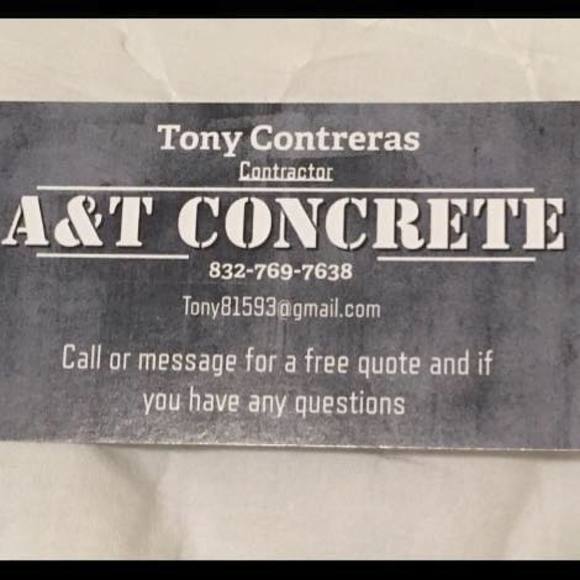 Tony Contreras
Contractor
A&T CONCRETE
832-769-7638
Tony81593@gmail.com
Call or message for a free quote and if
you have any questions